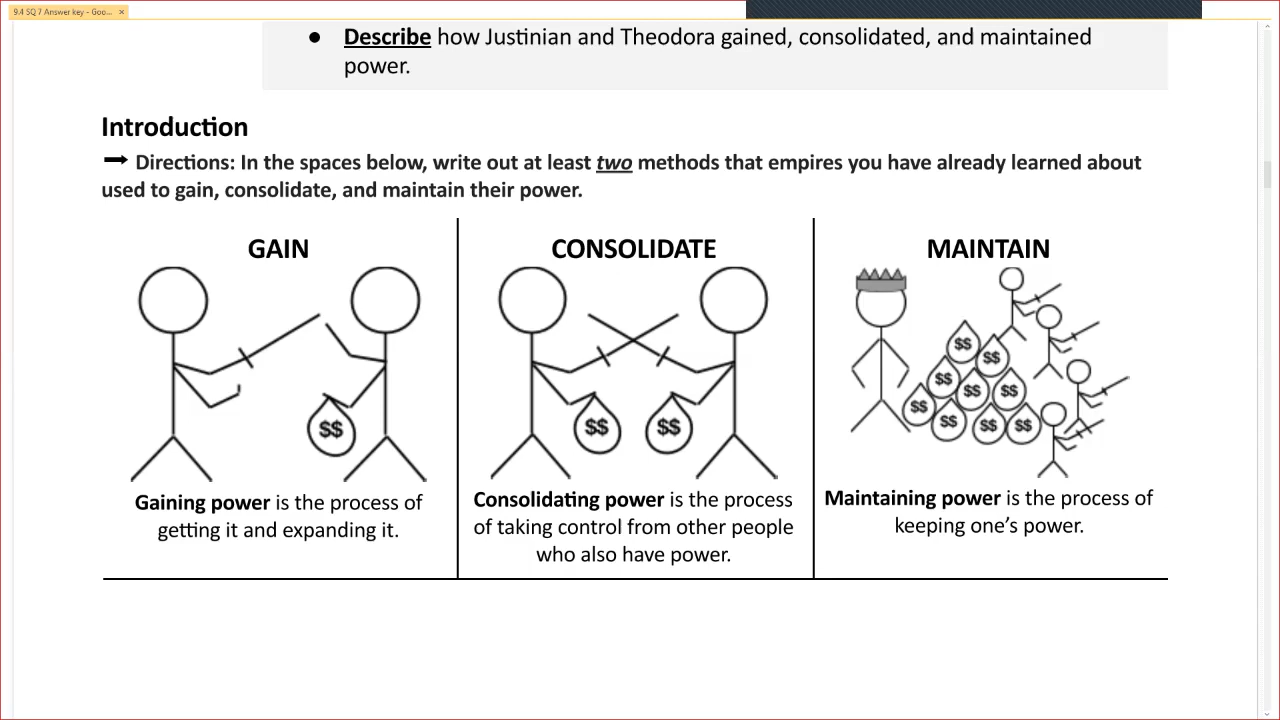 9.4 SQ 7 Answer key - Goo...
● Describe how Justinian and Theodora gained, consolidated, and maintained
power.
Introduction
➡ Directions: In the spaces below, write out at least two methods that empires you have already learned about
used to gain, consolidate, and maintain their power.
GAIN
$$
Gaining power is the process of
getting it and expanding it.
CONSOLIDATE
$$ $$
Consolidating power is the process
of taking control from other people
who also have power.
MAINTAIN
$$ $$
$$ $$ $$
$$ $$ $$ $$
Maintaining power is the process of
keeping one’s power.